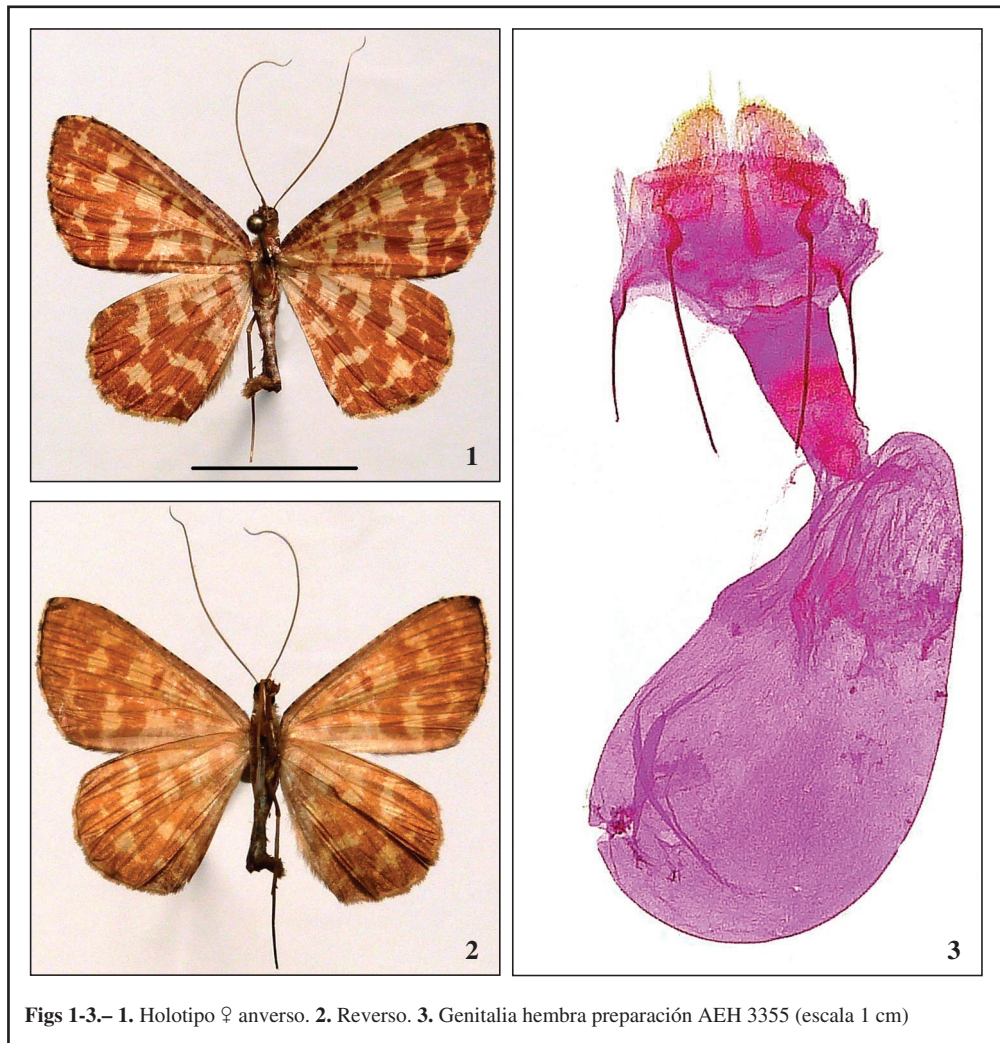 1
2
3
Figs 1-3.– 1. Holotipo ♀ anverso. 2. Reverso. 3. Genitalia hembra preparación AEH 3355 (escala 1 cm)